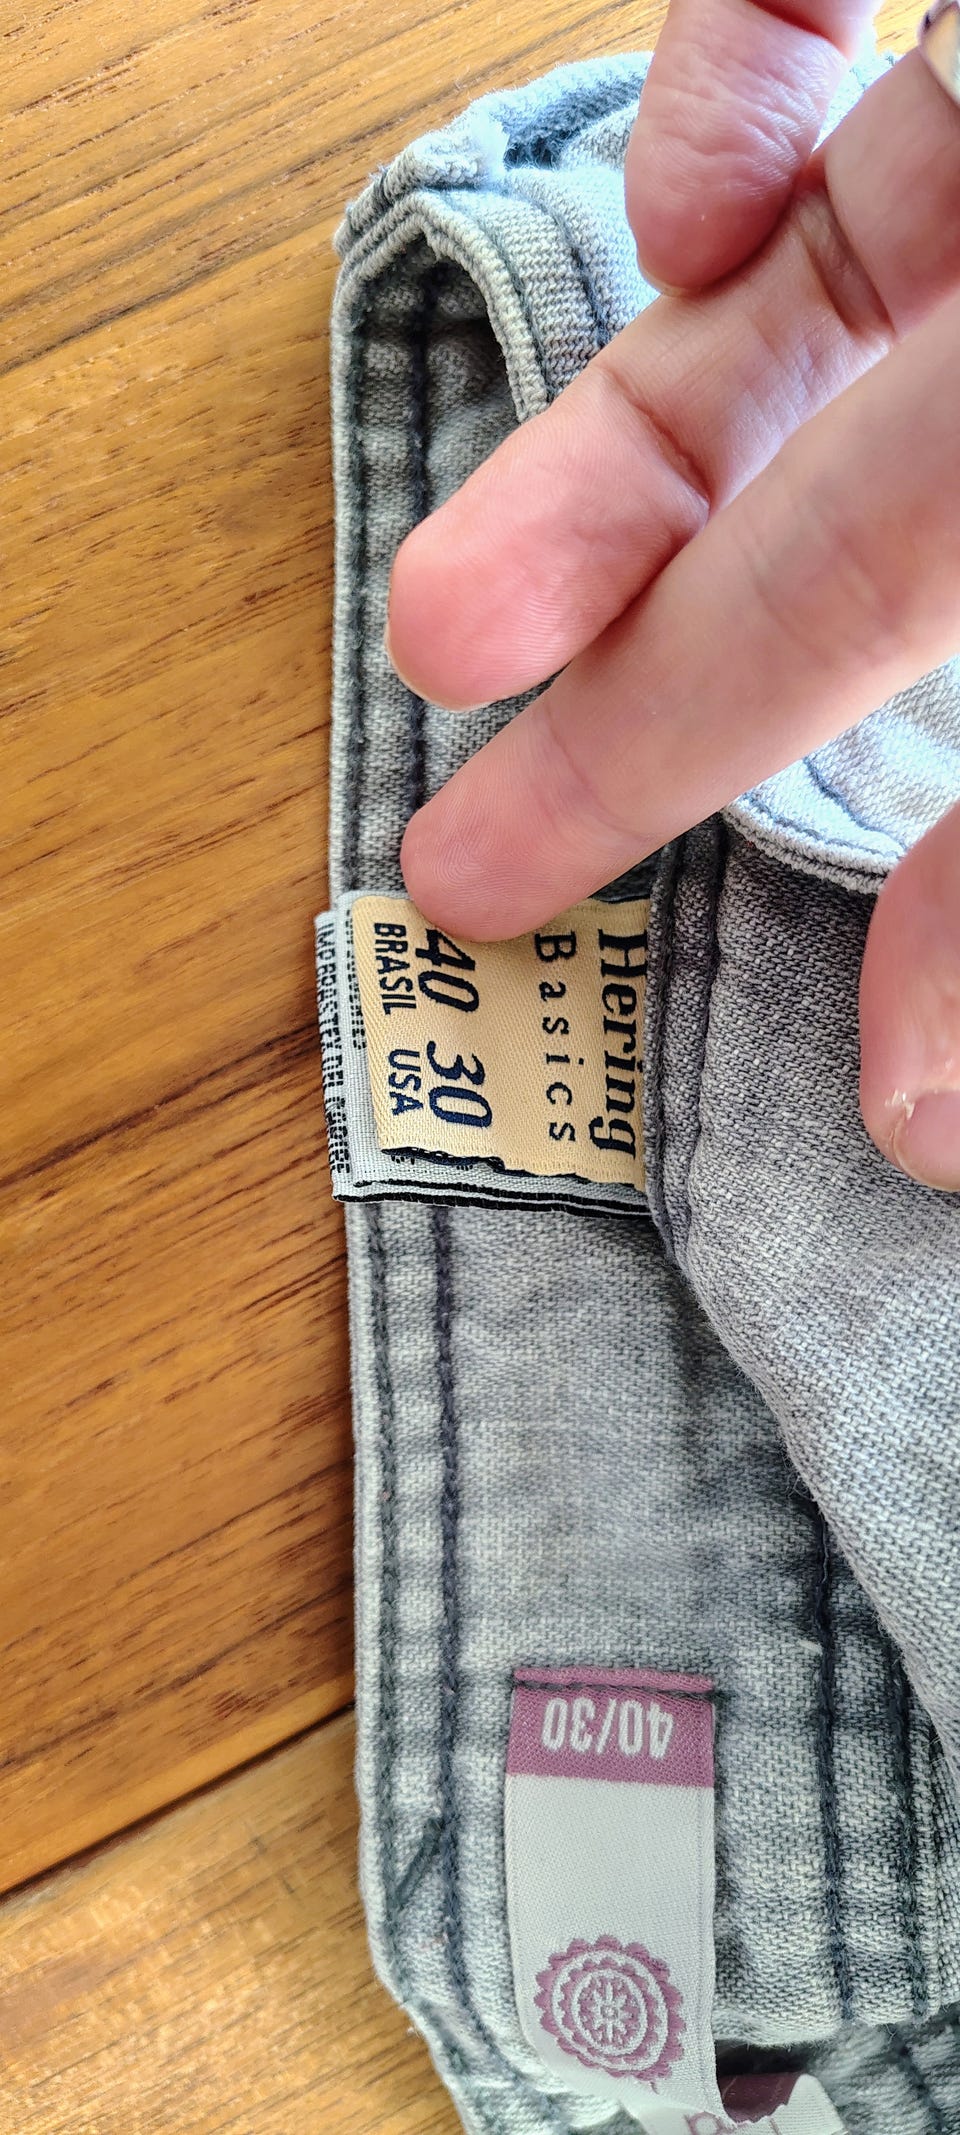 Hering
Basics
40 30
BRASIL USA
40/30